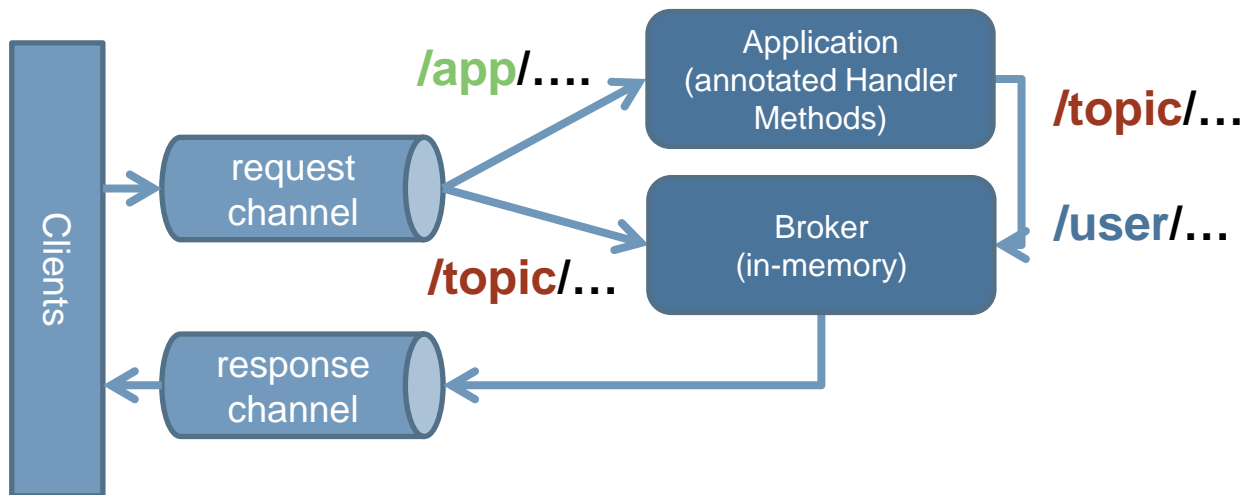 Clients
request
channel
/app/….
/topic/…
Application
(annotated Handler
Methods)
Broker
(in-memory)
/topic/…
/user/…
response
channel